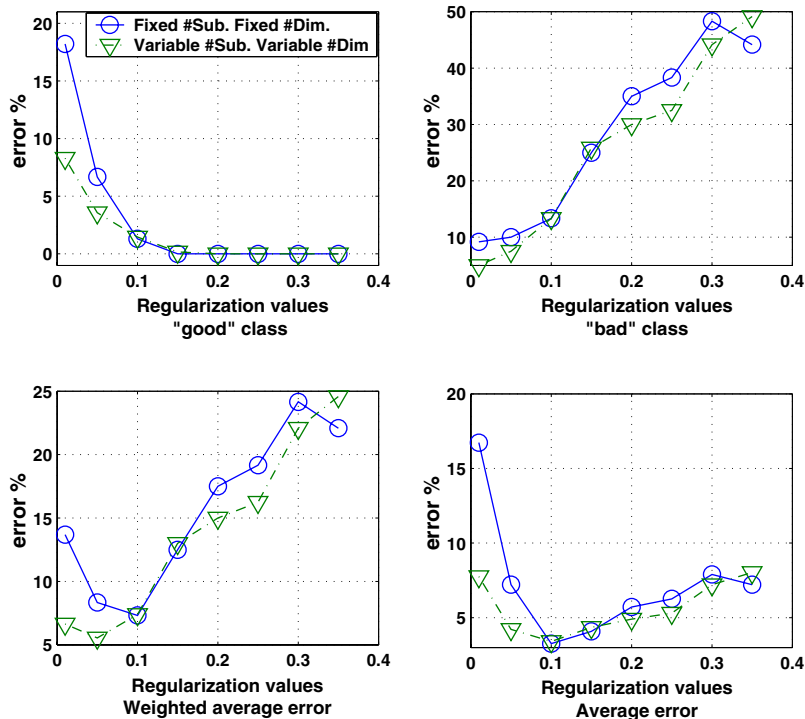 20
15
10
5
0
error %
Fixed #Sub. Fixed #Dim.
Variable #Sub. Variable #Dim
0 0.1 0.2 0.3 0.4
Regularization values
"good" class
50
40
30
20
10
error %
0 0.1 0.2 0.3 0.4
Regularization values
"bad" class
25
20
15
10
5
error %
0 0.1 0.2 0.3 0.4
Regularization values
Weighted average error
20
15
10
5
error %
0 0.1 0.2 0.3 0.4
Regularization values
Average error